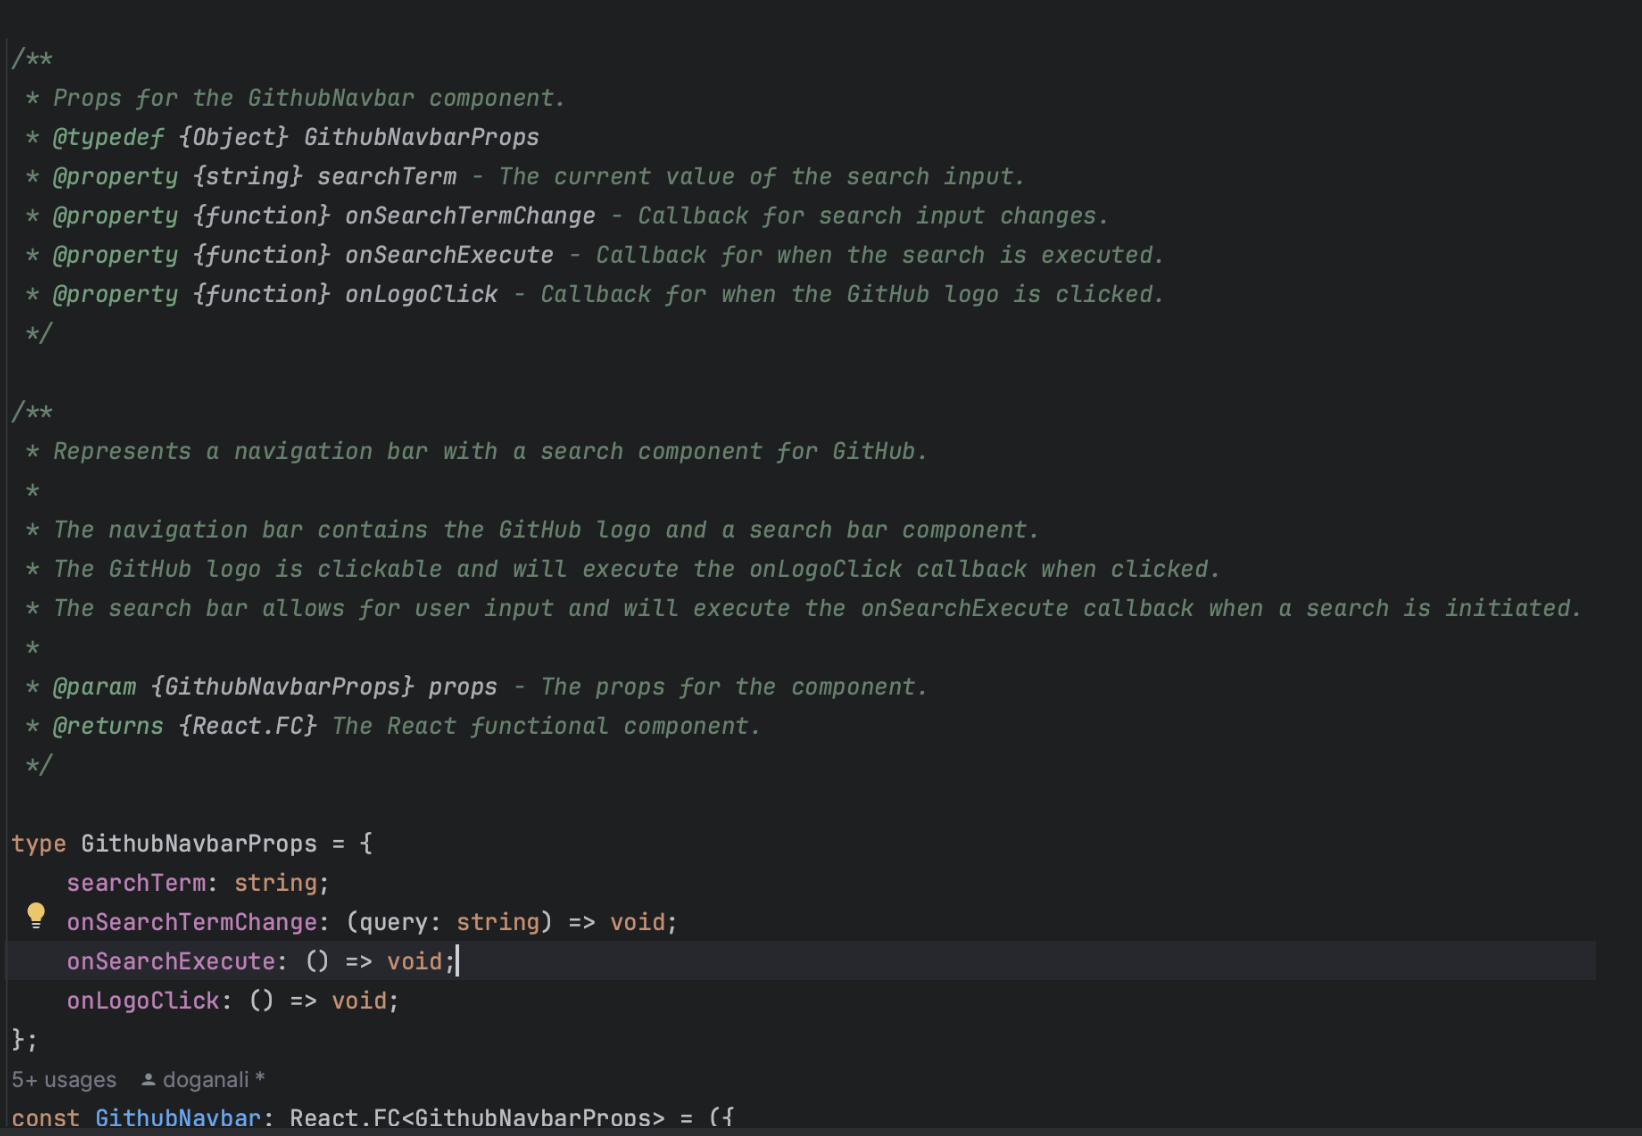 /**
 * Props for the GithubNavbar component.
 * @typedef {Object} GithubNavbarProps
 * @property {string} searchTerm - The current value of the search input.
 * @property {function} onSearchTermChange - Callback for search input changes.
 * @property {function} onSearchExecute - Callback for when the search is executed.
 * @property {function} onLogoClick - Callback for when the GitHub logo is clicked.
 */
/**
 * Represents a navigation bar with a search component for GitHub.
 *
 * The navigation bar contains the GitHub logo and a search bar component.
 * The GitHub logo is clickable and will execute the onLogoClick callback when clicked.
 * The search bar allows for user input and will execute the onSearchExecute callback when a search is initiated.
 *
 * @param {GithubNavbarProps} props - The props for the component.
 * @returns {React.FC} The React functional component.
 */
type GithubNavbarProps = {
    searchTerm: string;
    onSearchTermChange: (query: string) => void;
    onSearchExecute: () => void;
    onLogoClick: () => void;
};
5+ usages doganali *
const GithubNavbar: React.FC<GithubNavbarProps> = ({